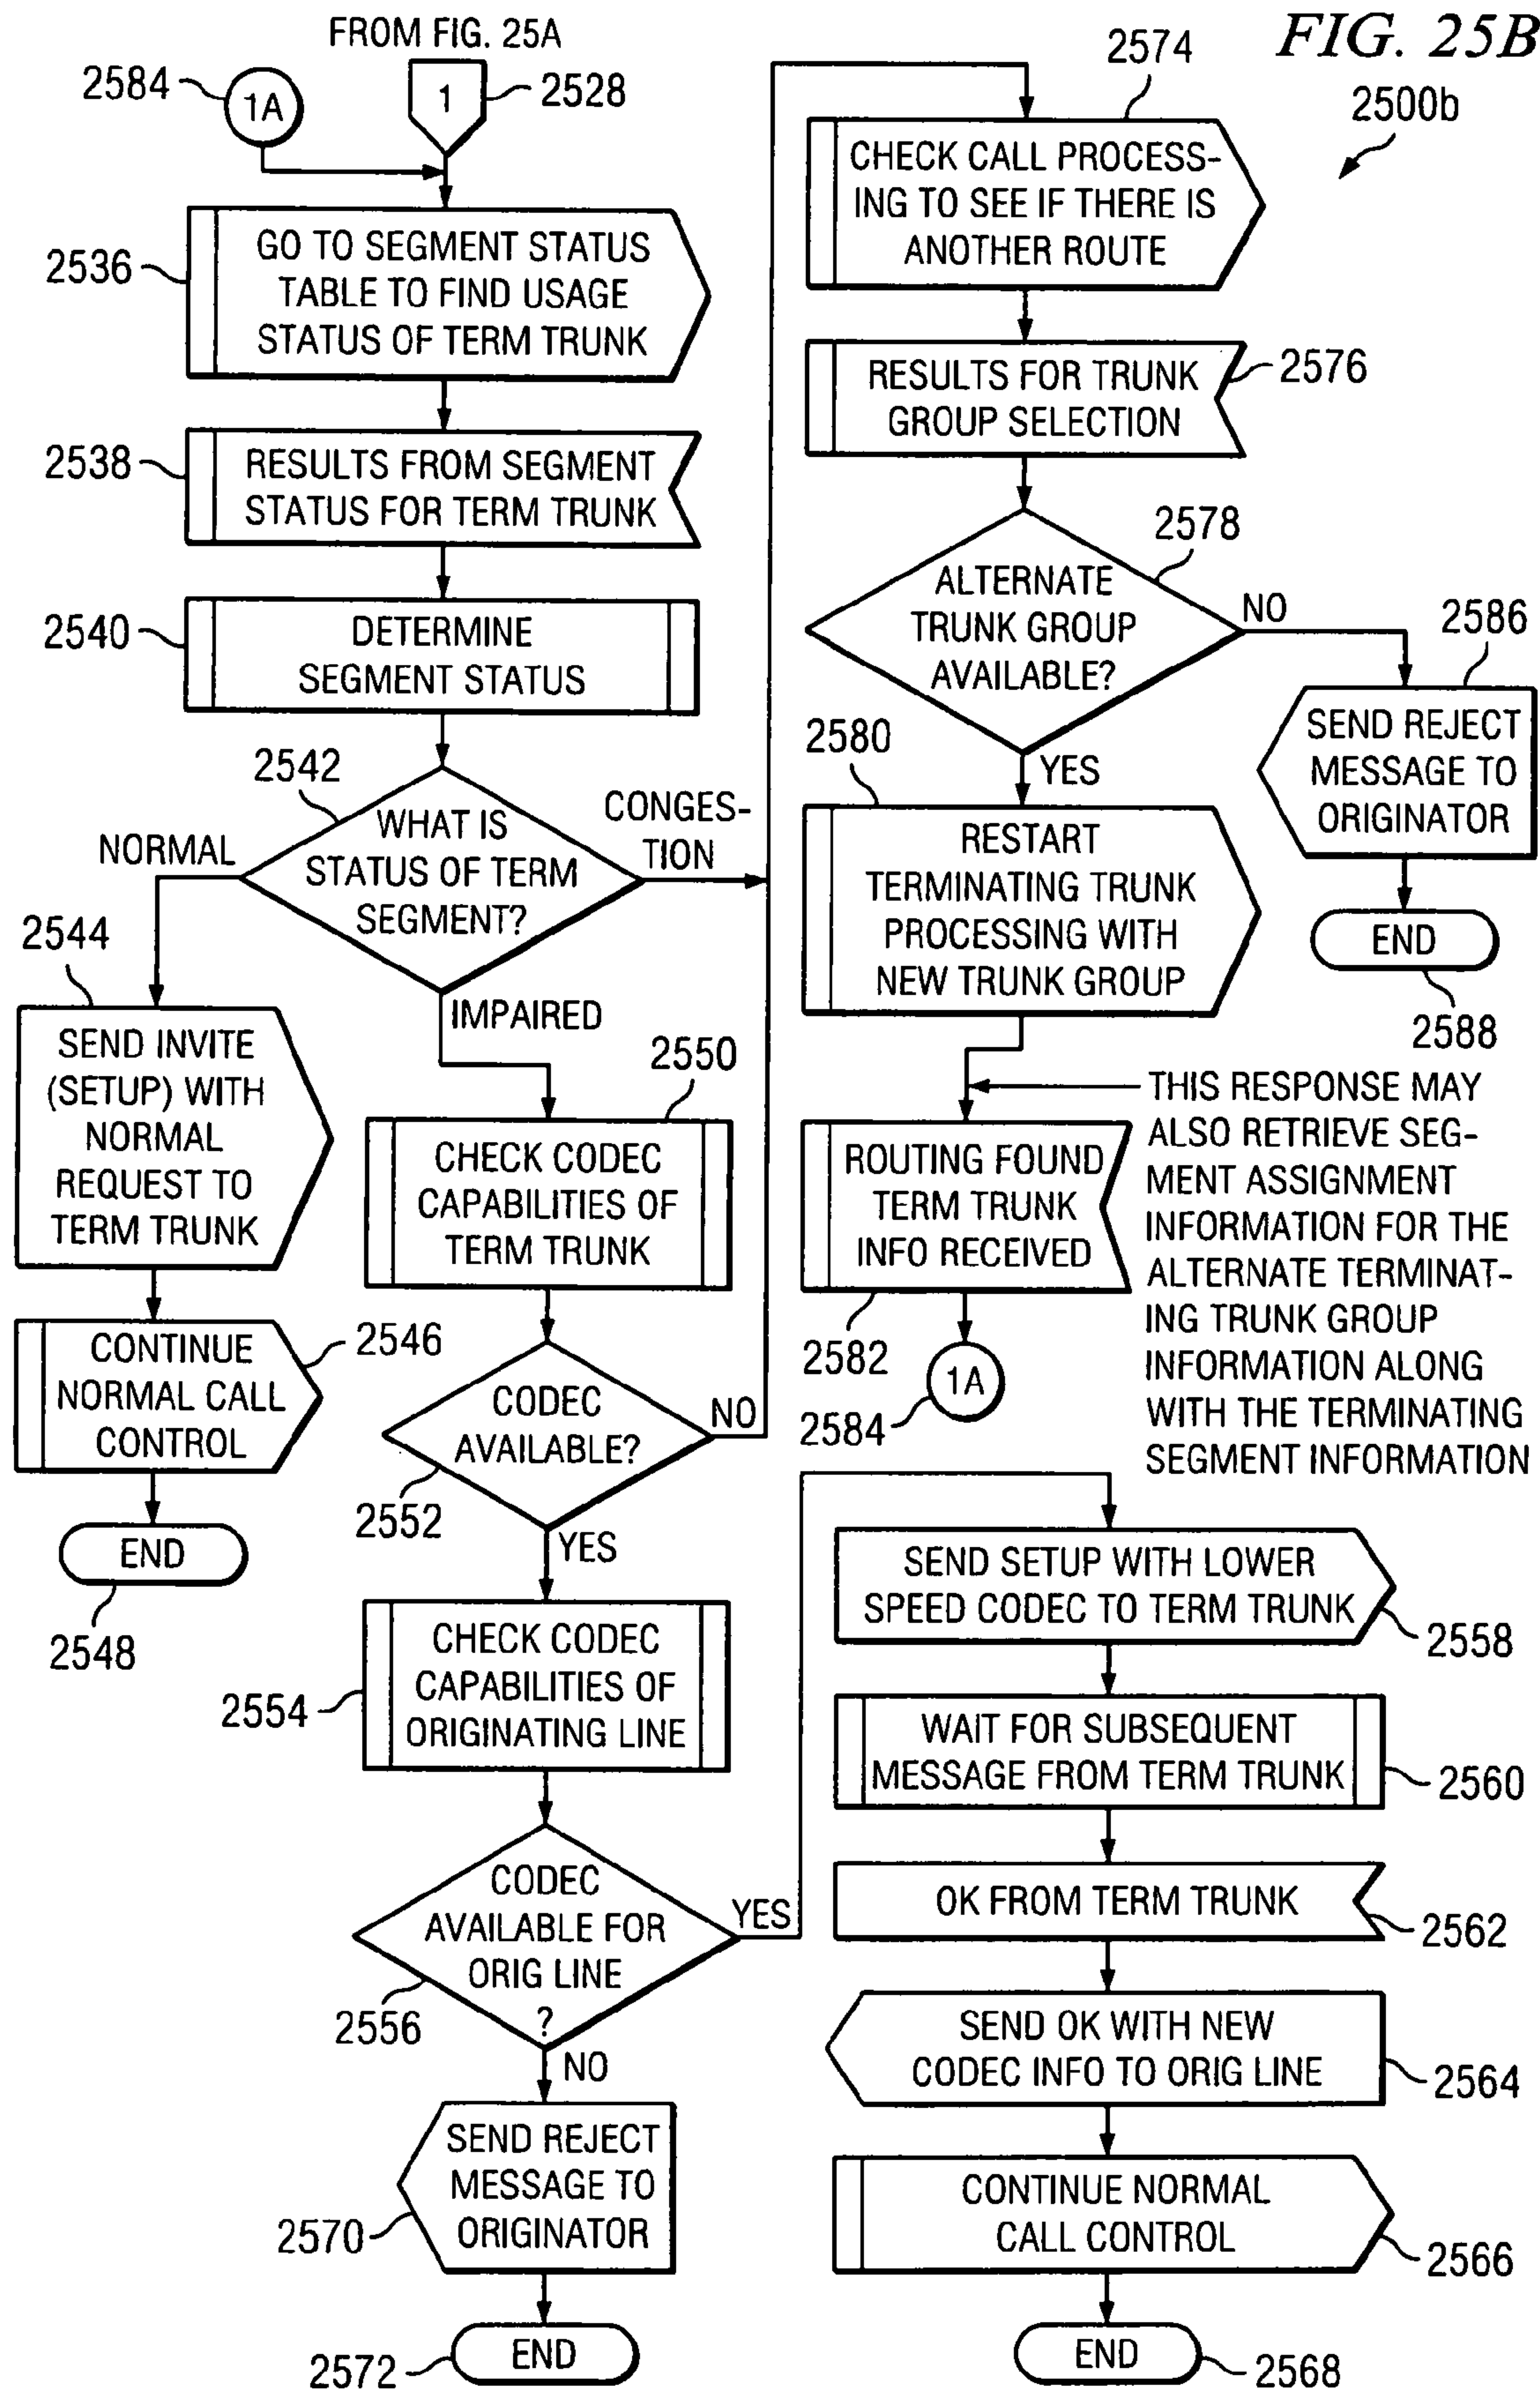 FIG. 25B
2500b
FROM FIG. 25A
2584
1A
1
2528
2536
GO TO SEGMENT STATUS
TABLE TO FIND USAGE
STATUS OF TERM TRUNK
2538
RESULTS FROM SEGMENT
STATUS FOR TERM TRUNK
2540
DETERMINE
SEGMENT STATUS
2542
WHAT IS
STATUS OF TERM
SEGMENT?
NORMAL
CONGES-
TION
IMPAIRED
2544
SEND INVITE
(SETUP) WITH
NORMAL
REQUEST TO
TERM TRUNK
2546
CONTINUE
NORMAL CALL
CONTROL
END
2548
2550
CHECK CODEC
CAPABILITIES OF
TERM TRUNK
CODEC
AVAILABLE?
NO
2552
YES
2554
CHECK CODEC
CAPABILITIES OF
ORIGINATING LINE
CODEC
AVAILABLE FOR
ORIG LINE
?
YES
2556
NO
SEND REJECT
MESSAGE TO
ORIGINATOR
2570
END
2572
2574
CHECK CALL PROCESS-
ING TO SEE IF THERE IS
ANOTHER ROUTE
RESULTS FOR TRUNK
GROUP SELECTION
2576
2578
ALTERNATE
TRUNK GROUP
AVAILABLE?
NO
YES
2586
SEND REJECT
MESSAGE TO
ORIGINATOR
END
2588
2580
RESTART
TERMINATING TRUNK
PROCESSING WITH
NEW TRUNK GROUP
THIS RESPONSE MAY
ALSO RETRIEVE SEG-
MENT ASSIGNMENT
INFORMATION FOR THE
ALTERNATE TERMINAT-
ING TRUNK GROUP
INFORMATION ALONG
WITH THE TERMINATING
SEGMENT INFORMATION
ROUTING FOUND
TERM TRUNK
INFO RECEIVED
2582
1A
2584
SEND SETUP WITH LOWER
SPEED CODEC TO TERM TRUNK
2558
WAIT FOR SUBSEQUENT
MESSAGE FROM TERM TRUNK
2560
OK FROM TERM TRUNK
2562
SEND OK WITH NEW
CODEC INFO TO ORIG LINE
2564
CONTINUE NORMAL
CALL CONTROL
2566
END
2568